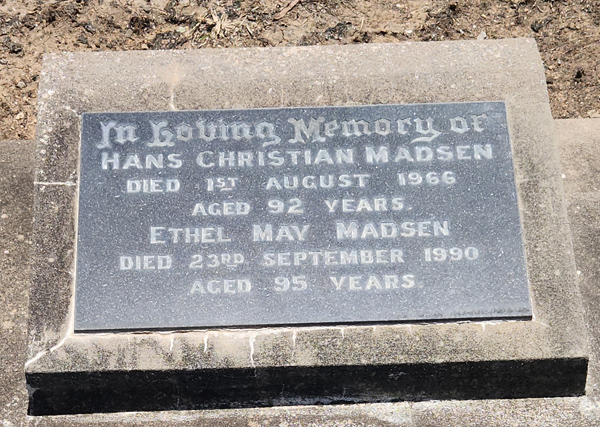 In Loving Memory of
HANS CHRISTIAN MADSEN
DIED 1ST AUGUST 1966
AGED 92 YEARS.
ETHEL MAY MADSEN
DIED 23RD SEPTEMBER 1990
AGED 95 YEARS.